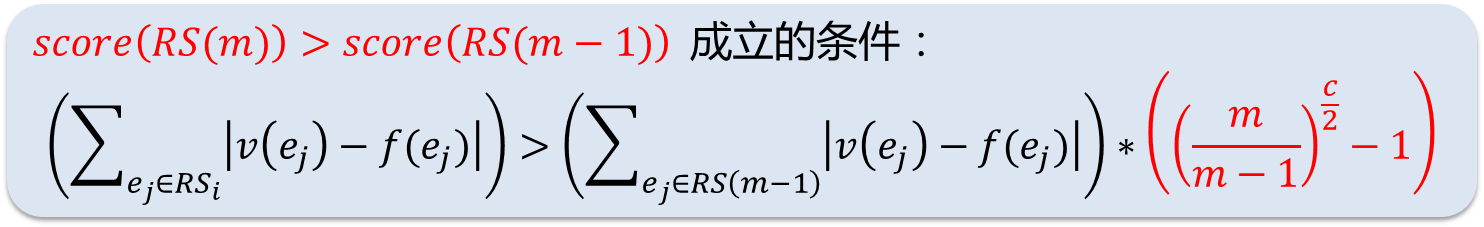 score(RS(m)) > score(RS(m − 1)) 成立的条件：
(∑_{e_j∈RS_i} |v(e_j) − f(e_j)|) > (∑_{e_j∈RS(m−1)} |v(e_j) − f(e_j)|) * ((m/(m − 1))^{c/2} − 1)